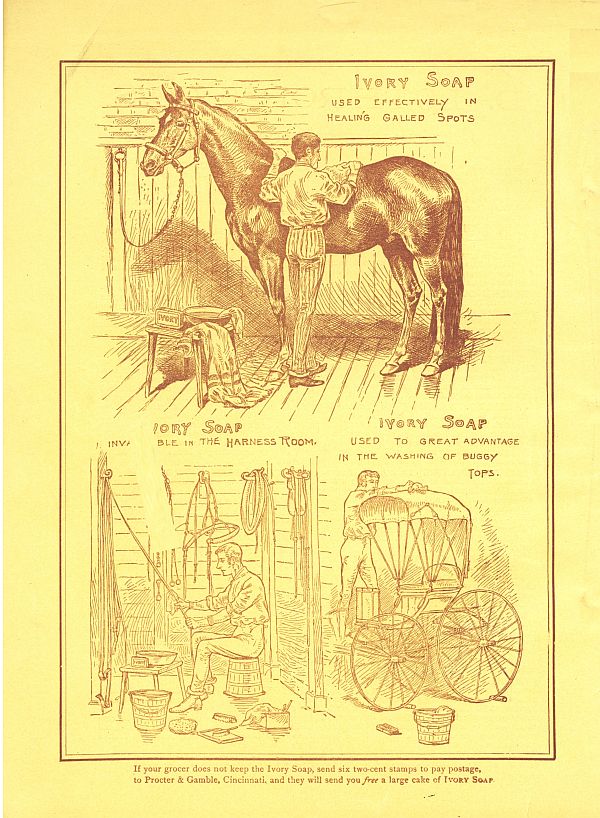 IVORY SOAP
USED EFFECTIVELY IN
HEALING GALLED SPOTS
IVORY
IORY SOAP
INVA BLE IN THE HARNESS ROOM.
IVORY SOAP
USED TO GREAT ADVANTAGE
IN THE WASHING OF BUGGY
TOPS.
IVORY
If your grocer does not keep the Ivory Soap, send six two-cent stamps to pay postage,
to Procter & Gamble, Cincinnati, and they will send you free a large cake of IVORY SOAP.